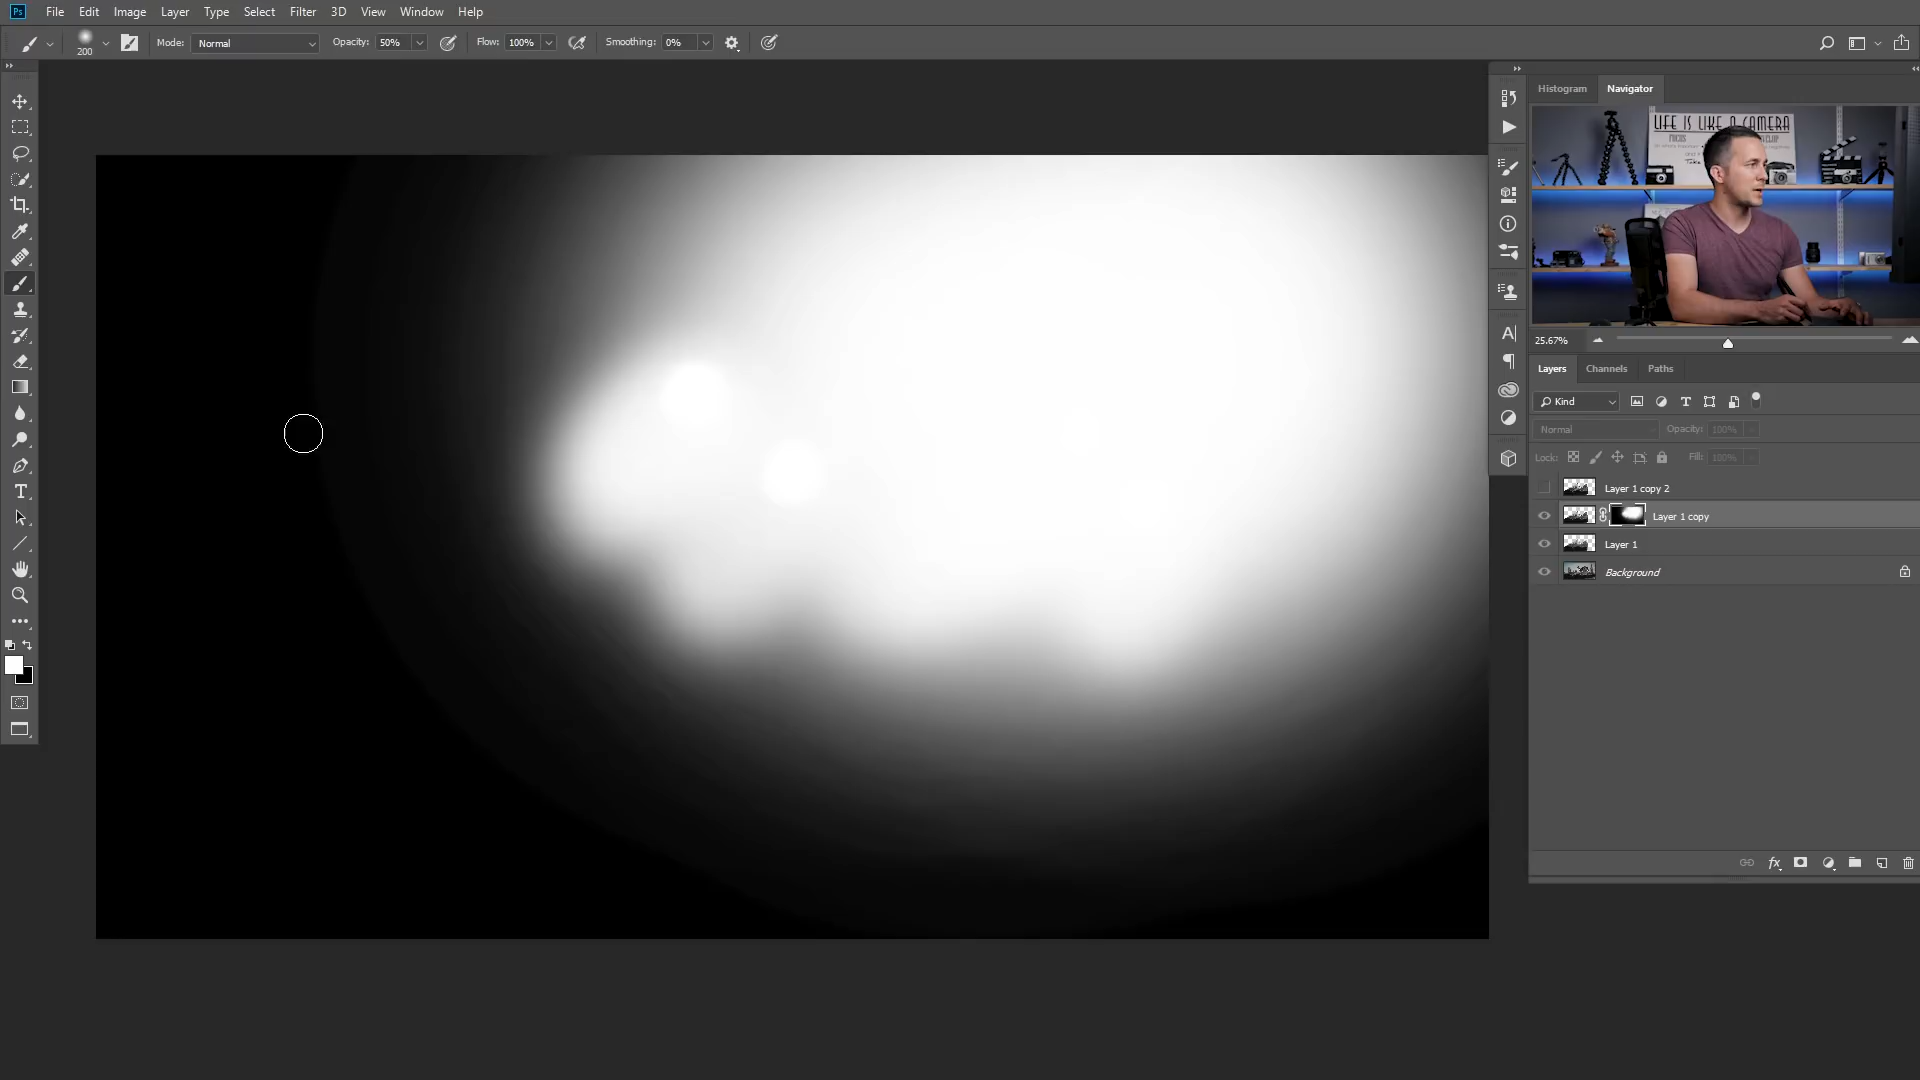 Ps File Edit Image Layer Type Select Filter 3D View Window Help
200 Mode: Normal Opacity: 50% Flow: 100% Smoothing: 0%
Histogram Navigator
LIFE IS LIKE A CAMERA
25.67%
Layers Channels Paths
Kind
Normal Opacity: 100%
Lock: Fill: 100%
Layer 1 copy 2
Layer 1 copy
Layer 1
Background
fx